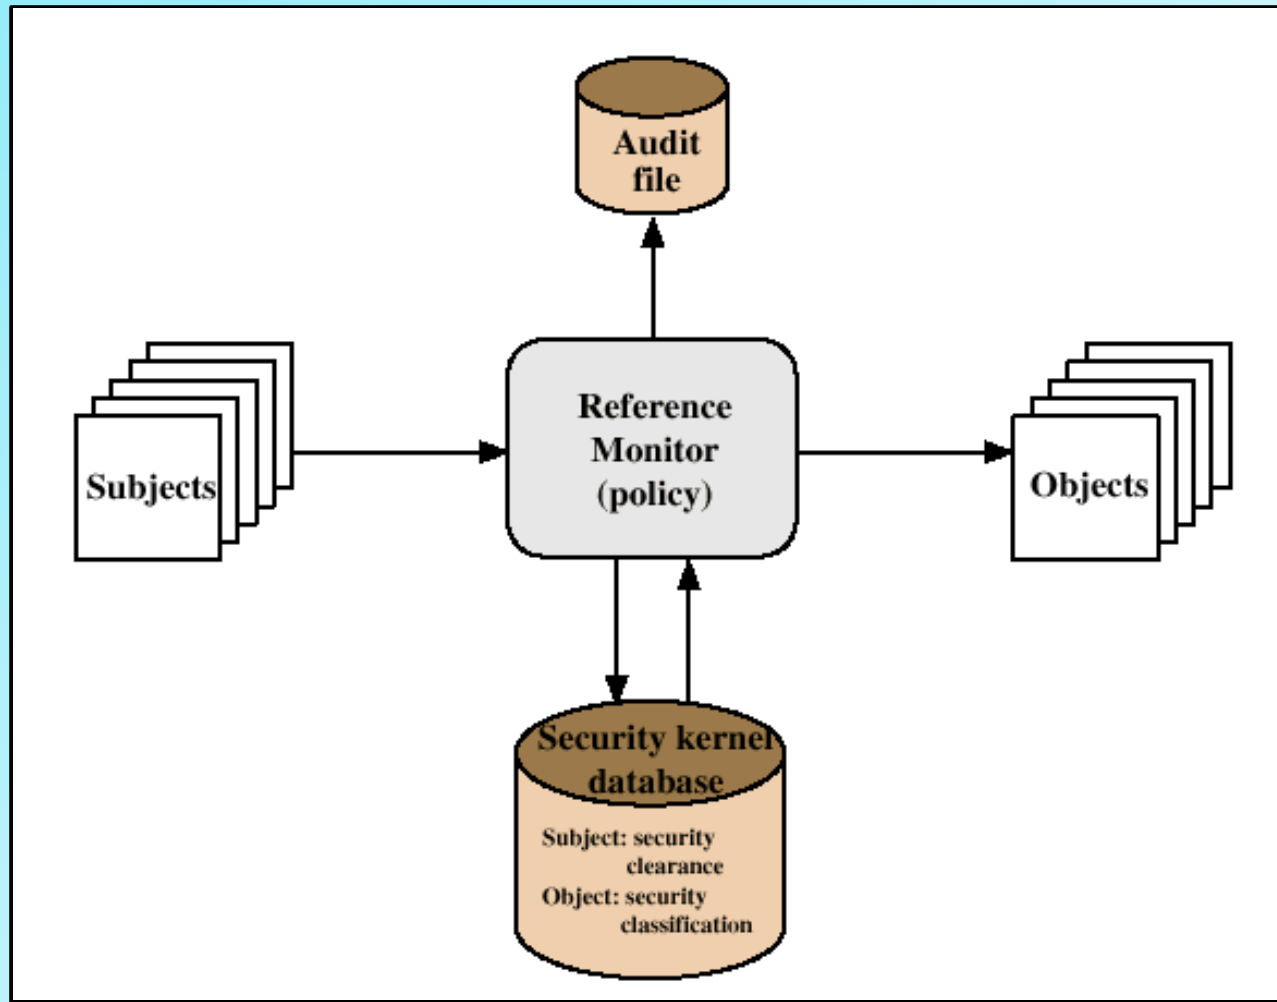 Audit
file
Reference
Monitor
(policy)
Subjects
Objects
Security kernel
database
Subject: security
clearance
Object: security
classification